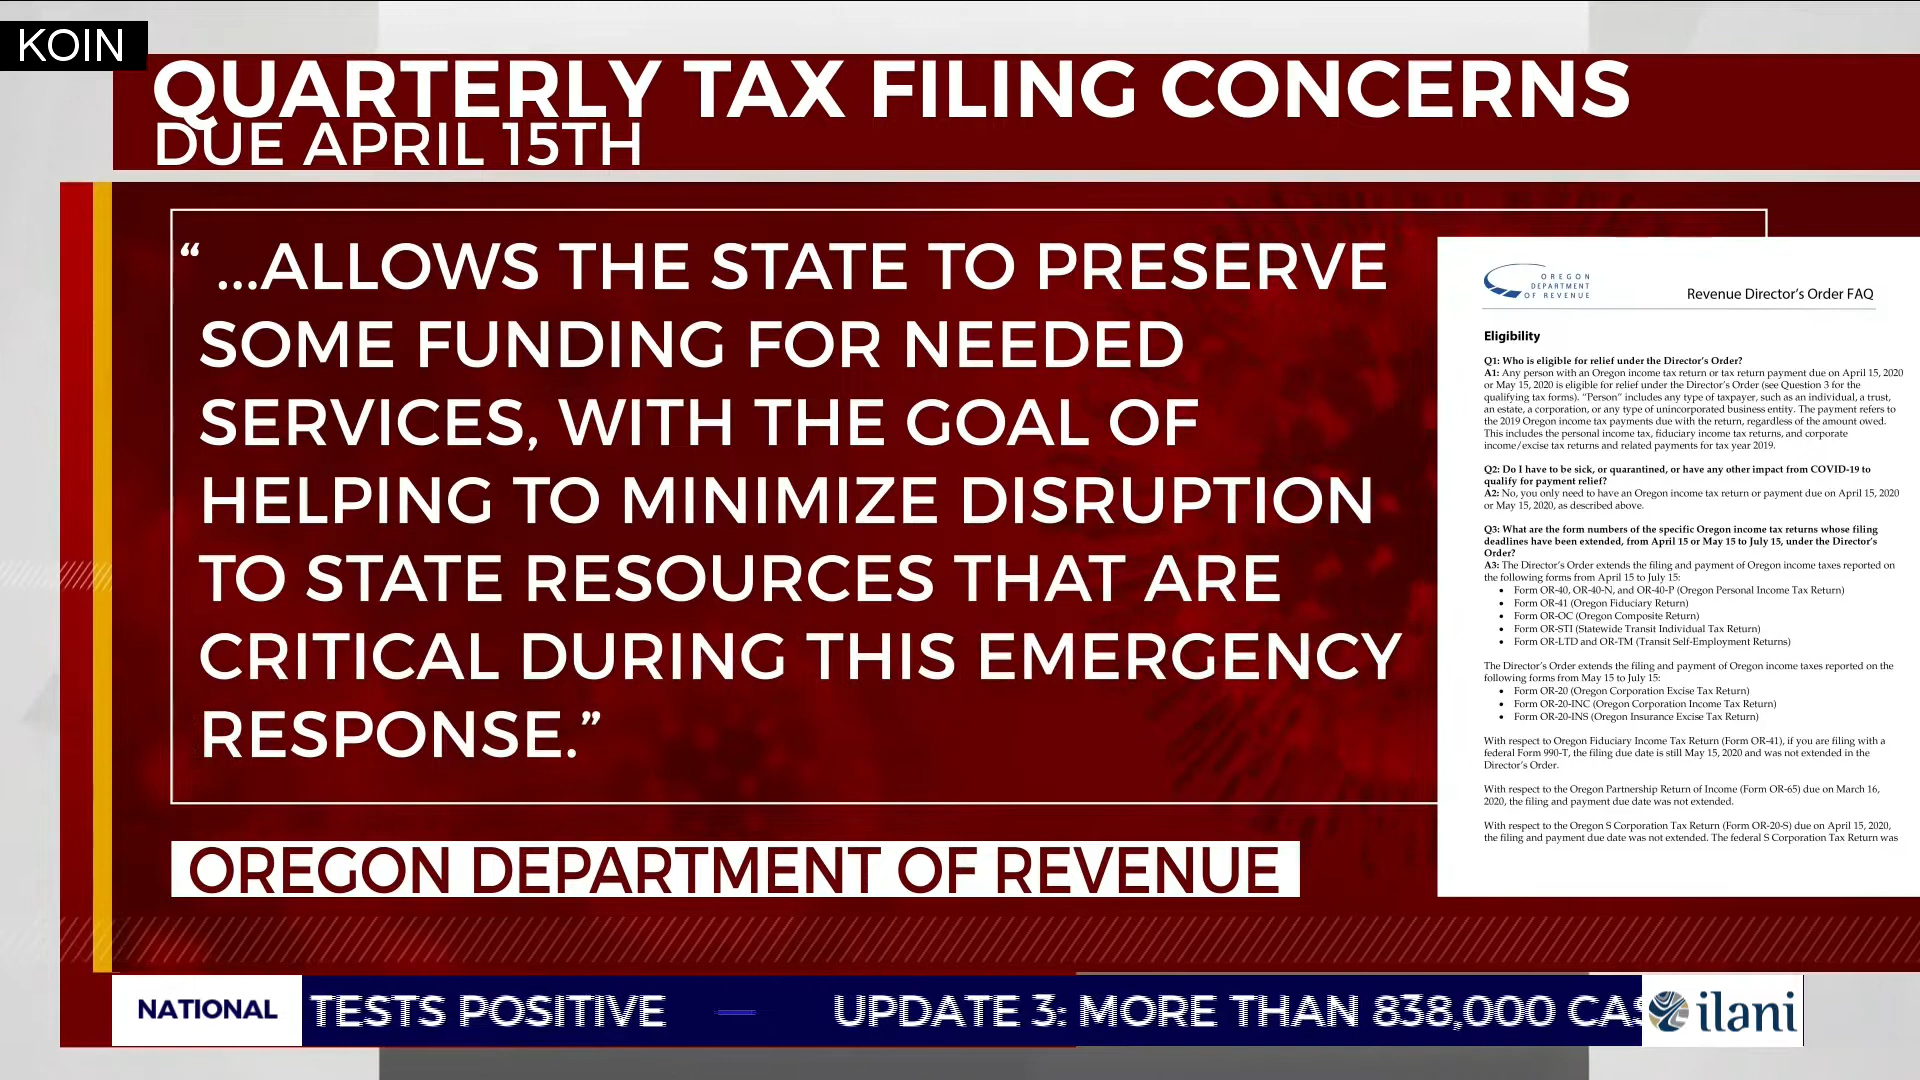 KOIN
QUARTERLY TAX FILING CONCERNS
DUE APRIL 15TH
“ ...ALLOWS THE STATE TO PRESERVE
SOME FUNDING FOR NEEDED
SERVICES, WITH THE GOAL OF
HELPING TO MINIMIZE DISRUPTION
TO STATE RESOURCES THAT ARE
CRITICAL DURING THIS EMERGENCY
RESPONSE.”
OREGON DEPARTMENT OF REVENUE
OREGON
DEPARTMENT
OF REVENUE
Revenue Director’s Order FAQ
Eligibility
Q1: Who is eligible for relief under the Director’s Order?
A1: Any person with an Oregon income tax return or tax return payment due on April 15, 2020
or May 15, 2020 is eligible for relief under the Director’s Order (see Question 3 for the
qualifying tax forms). “Person” includes any type of taxpayer, such as an individual, a trust,
an estate, a corporation, or any type of unincorporated business entity. The payment refers to
the 2019 Oregon income tax payments due with the return, regardless of the amount owed.
This includes the personal income tax, fiduciary income tax returns, and corporate
income/excise tax returns and related payments for tax year 2019.
Q2: Do I have to be sick, or quarantined, or have any other impact from COVID-19 to
qualify for payment relief?
A2: No, you only need to have an Oregon income tax return or payment due on April 15, 2020
or May 15, 2020, as described above.
Q3: What are the form numbers of the specific Oregon income tax returns whose filing
deadlines have been extended, from April 15 or May 15 to July 15, under the Director’s
Order?
A3: The Director’s Order extends the filing and payment of Oregon income taxes reported on
the following forms from April 15 to July 15:
• Form OR-40, OR-40-N, and OR-40-P (Oregon Personal Income Tax Return)
• Form OR-41 (Oregon Fiduciary Return)
• Form OR-OC (Oregon Composite Return)
• Form OR-STI (Statewide Transit Individual Tax Return)
• Form OR-LTD and OR-TM (Transit Self-Employment Returns)
The Director’s Order extends the filing and payment of Oregon income taxes reported on the
following forms from May 15 to July 15:
• Form OR-20 (Oregon Corporation Excise Tax Return)
• Form OR-20-INC (Oregon Corporation Income Tax Return)
• Form OR-20-INS (Oregon Insurance Excise Tax Return)
With respect to Oregon Fiduciary Income Tax Return (Form OR-41), if you are filing with a
federal Form 990-T, the filing due date is still May 15, 2020 and was not extended in the
Director’s Order.
With respect to the Oregon Partnership Return of Income (Form OR-65) due on March 16,
2020, the filing and payment due date was not extended.
With respect to the Oregon S Corporation Tax Return (Form OR-20-S) due on April 15, 2020,
the filing and payment due date was not extended. The federal S Corporation Tax Return was
NATIONAL TESTS POSITIVE — UPDATE 3: MORE THAN 838,000 CAS
ilani